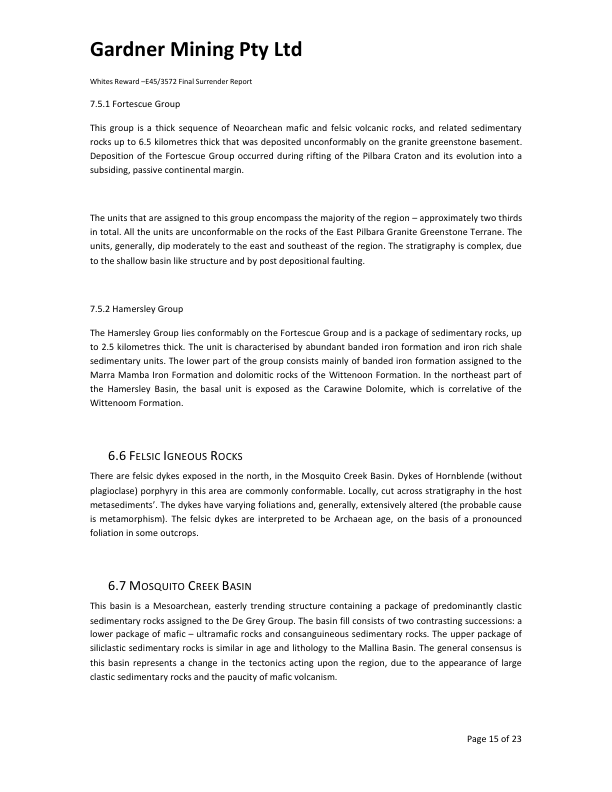 Gardner Mining Pty Ltd
Whites Reward –E45/3572 Final Surrender Report
7.5.1 Fortescue Group
This group is a thick sequence of Neoarchean mafic and felsic volcanic rocks, and related sedimentary
rocks up to 6.5 kilometres thick that was deposited unconformably on the granite greenstone basement.
Deposition of the Fortescue Group occurred during rifting of the Pilbara Craton and its evolution into a
subsiding, passive continental margin.
The units that are assigned to this group encompass the majority of the region – approximately two thirds
in total. All the units are unconformable on the rocks of the East Pilbara Granite Greenstone Terrane. The
units, generally, dip moderately to the east and southeast of the region. The stratigraphy is complex, due
to the shallow basin like structure and by post depositional faulting.
7.5.2 Hamersley Group
The Hamersley Group lies conformably on the Fortescue Group and is a package of sedimentary rocks, up
to 2.5 kilometres thick. The unit is characterised by abundant banded iron formation and iron rich shale
sedimentary units. The lower part of the group consists mainly of banded iron formation assigned to the
Marra Mamba Iron Formation and dolomitic rocks of the Wittenoon Formation. In the northeast part of
the Hamersley Basin, the basal unit is exposed as the Carawine Dolomite, which is correlative of the
Wittenoom Formation.
6.6 FELSIC IGNEOUS ROCKS
There are felsic dykes exposed in the north, in the Mosquito Creek Basin. Dykes of Hornblende (without
plagioclase) porphyry in this area are commonly conformable. Locally, cut across stratigraphy in the host
metasediments’. The dykes have varying foliations and, generally, extensively altered (the probable cause
is metamorphism). The felsic dykes are interpreted to be Archaean age, on the basis of a pronounced
foliation in some outcrops.
6.7 MOSQUITO CREEK BASIN
This basin is a Mesoarchean, easterly trending structure containing a package of predominantly clastic
sedimentary rocks assigned to the De Grey Group. The basin fill consists of two contrasting successions: a
lower package of mafic – ultramafic rocks and consanguineous sedimentary rocks. The upper package of
siliclastic sedimentary rocks is similar in age and lithology to the Mallina Basin. The general consensus is
this basin represents a change in the tectonics acting upon the region, due to the appearance of large
clastic sedimentary rocks and the paucity of mafic volcanism.
Page 15 of 23